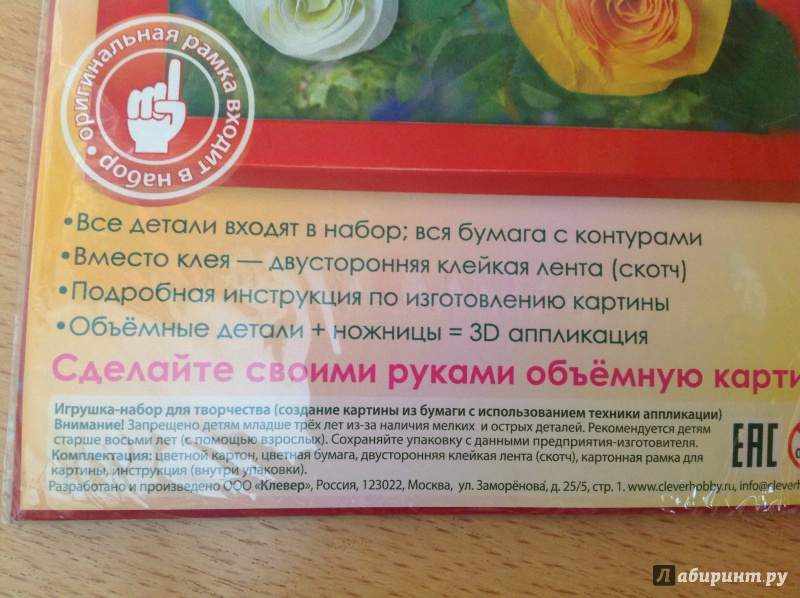 • оригинальная рамка входит в набор
•Все детали входят в набор; вся бумага с контурами
•Вместо клея — двусторонняя клейкая лента (скотч)
•Подробная инструкция по изготовлению картины
•Объёмные детали + ножницы = 3D аппликация
Сделайте своими руками объёмную карти
Игрушка-набор для творчества (создание картины из бумаги с использованием техники аппликации)
Внимание! Запрещено детям младше трёх лет из-за наличия мелких и острых деталей. Рекомендуется детям
старше восьми лет (с помощью взрослых). Сохраняйте упаковку с данными предприятия-изготовителя.
Комплектация: цветной картон, цветная бумага, двусторонняя клейкая лента (скотч), картонная рамка для
картины, инструкция (внутри упаковки).
Разработано и произведено ООО «Клевер», Россия, 123022, Москва, ул. Заморёнова, д. 25/5, стр. 1. www.cleverhobby.ru, info@cleverh
EAC
Лабиринт.ру